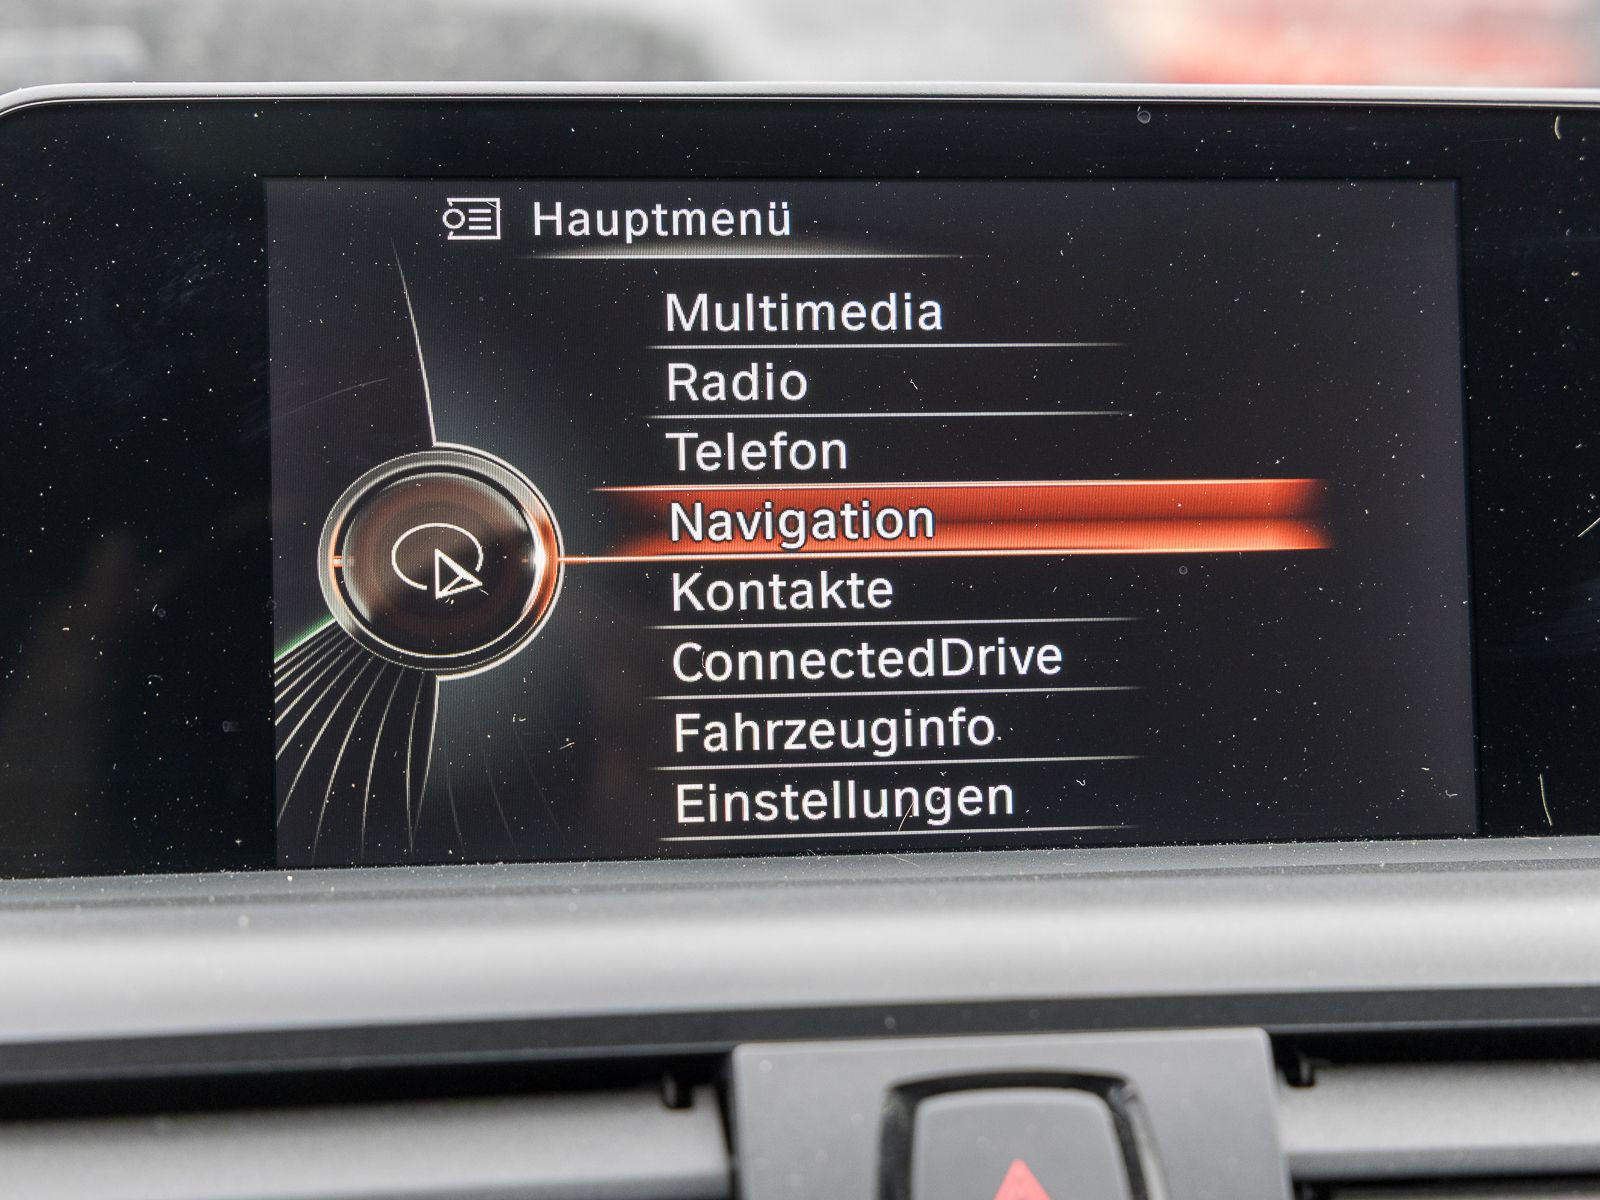 Hauptmenü
Multimedia
Radio
Telefon
Navigation
Kontakte
ConnectedDrive
Fahrzeuginfo
Einstellungen